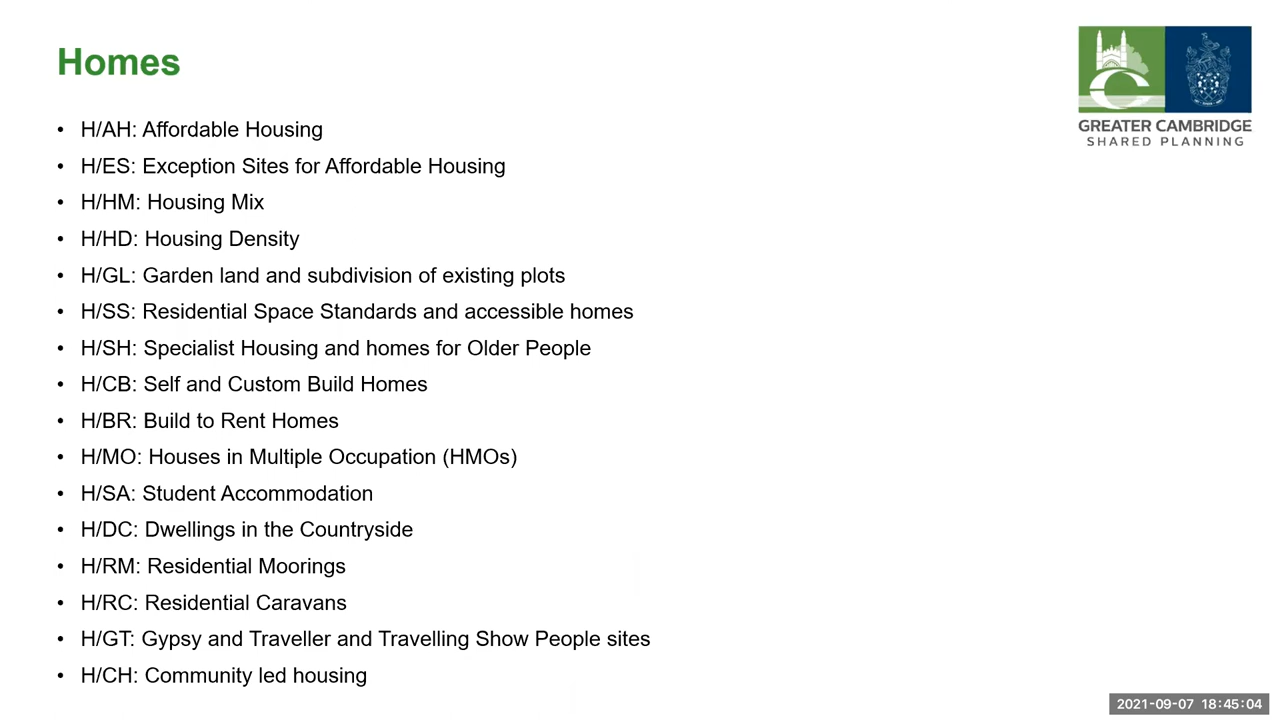 Homes
GREATER CAMBRIDGE
SHARED PLANNING
• H/AH: Affordable Housing
• H/ES: Exception Sites for Affordable Housing
• H/HM: Housing Mix
• H/HD: Housing Density
• H/GL: Garden land and subdivision of existing plots
• H/SS: Residential Space Standards and accessible homes
• H/SH: Specialist Housing and homes for Older People
• H/CB: Self and Custom Build Homes
• H/BR: Build to Rent Homes
• H/MO: Houses in Multiple Occupation (HMOs)
• H/SA: Student Accommodation
• H/DC: Dwellings in the Countryside
• H/RM: Residential Moorings
• H/RC: Residential Caravans
• H/GT: Gypsy and Traveller and Travelling Show People sites
• H/CH: Community led housing
2021-09-07 18:45:04